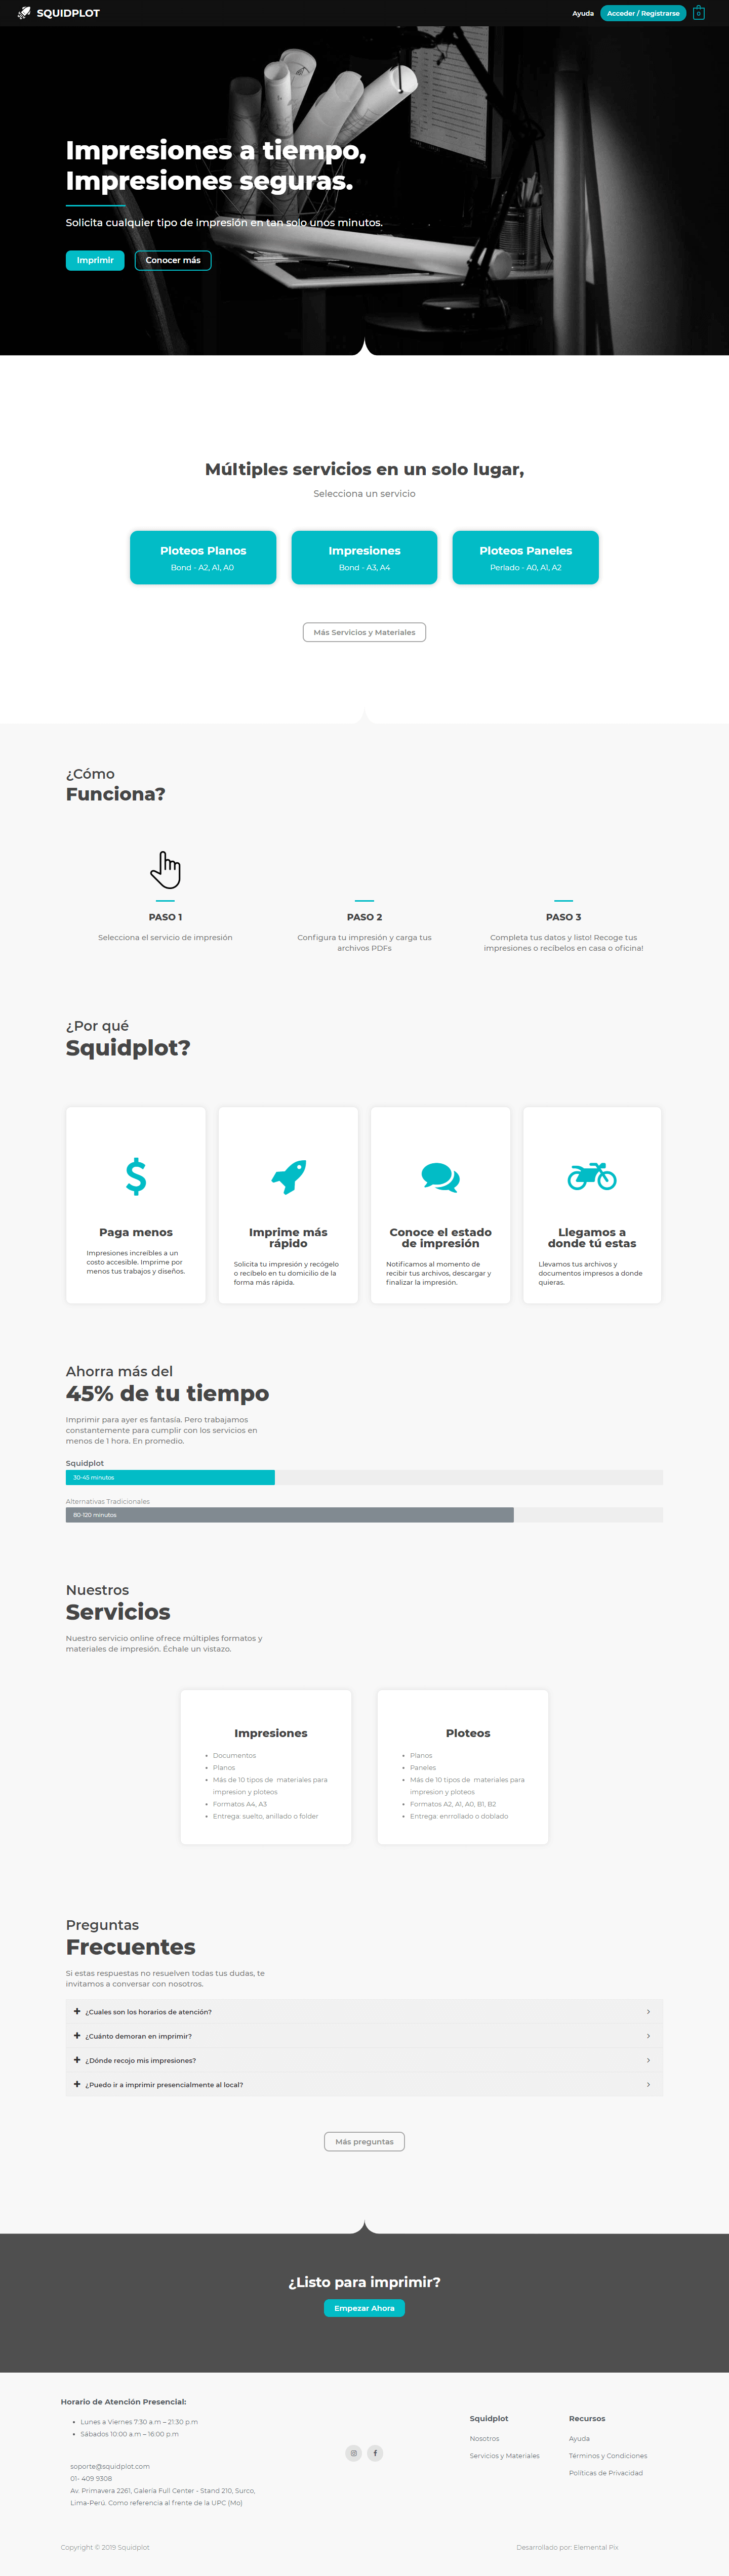 SQUIDPLOT
Ayuda
Acceder / Registrarse
0
Impresiones a tiempo,
Impresiones seguras.
Solicita cualquier tipo de impresión en tan solo unos minutos.
Imprimir
Conocer más
Múltiples servicios en un solo lugar,
Selecciona un servicio
Ploteos Planos
Bond - A2, A1, A0
Impresiones
Bond - A3, A4
Ploteos Paneles
Perlado - A0, A1, A2
Más Servicios y Materiales
¿Cómo
Funciona?
PASO 1
Selecciona el servicio de impresión
PASO 2
Configura tu impresión y carga tus
archivos PDFs
PASO 3
Completa tus datos y listo! Recoge tus
impresiones o recíbelos en casa o oficina!
¿Por qué
Squidplot?
Paga menos
Impresiones increíbles a un
costo accesible. Imprime por
menos tus trabajos y diseños.
Imprime más
rápido
Solicita tu impresión y recógelo
o recíbelo en tu domicilio de la
forma más rápida.
Conoce el estado
de impresión
Notificamos al momento de
recibir tus archivos, descargar y
finalizar la impresión.
Llegamos a
donde tú estas
Llevamos tus archivos y
documentos impresos a donde
quieras.
Ahorra más del
45% de tu tiempo
Imprimir para ayer es fantasía. Pero trabajamos
constantemente para cumplir con los servicios en
menos de 1 hora. En promedio.
Squidplot
30-45 minutos
Alternativas Tradicionales
80-120 minutos
Nuestros
Servicios
Nuestro servicio online ofrece múltiples formatos y
materiales de impresión. Échale un vistazo.
Impresiones
Documentos
Planos
Más de 10 tipos de materiales para
impresion y ploteos
Formatos A4, A3
Entrega: suelto, anillado o folder
Ploteos
Planos
Paneles
Más de 10 tipos de materiales para
impresion y ploteos
Formatos A2, A1, A0, B1, B2
Entrega: enrrollado o doblado
Preguntas
Frecuentes
Si estas respuestas no resuelven todas tus dudas, te
invitamos a conversar con nosotros.
¿Cuales son los horarios de atención?
¿Cuánto demoran en imprimir?
¿Dónde recojo mis impresiones?
¿Puedo ir a imprimir presencialmente al local?
Más preguntas
¿Listo para imprimir?
Empezar Ahora
Horario de Atención Presencial:
Lunes a Viernes 7:30 a.m – 21:30 p.m
Sábados 10:00 a.m – 16:00 p.m
soporte@squidplot.com
01- 409 9308
Av. Primavera 2261, Galería Full Center - Stand 210, Surco,
Lima-Perú. Como referencia al frente de la UPC (Mo)
Squidplot
Nosotros
Servicios y Materiales
Recursos
Ayuda
Términos y Condiciones
Políticas de Privacidad
Copyright © 2019 Squidplot
Desarrollado por: Elemental Pix